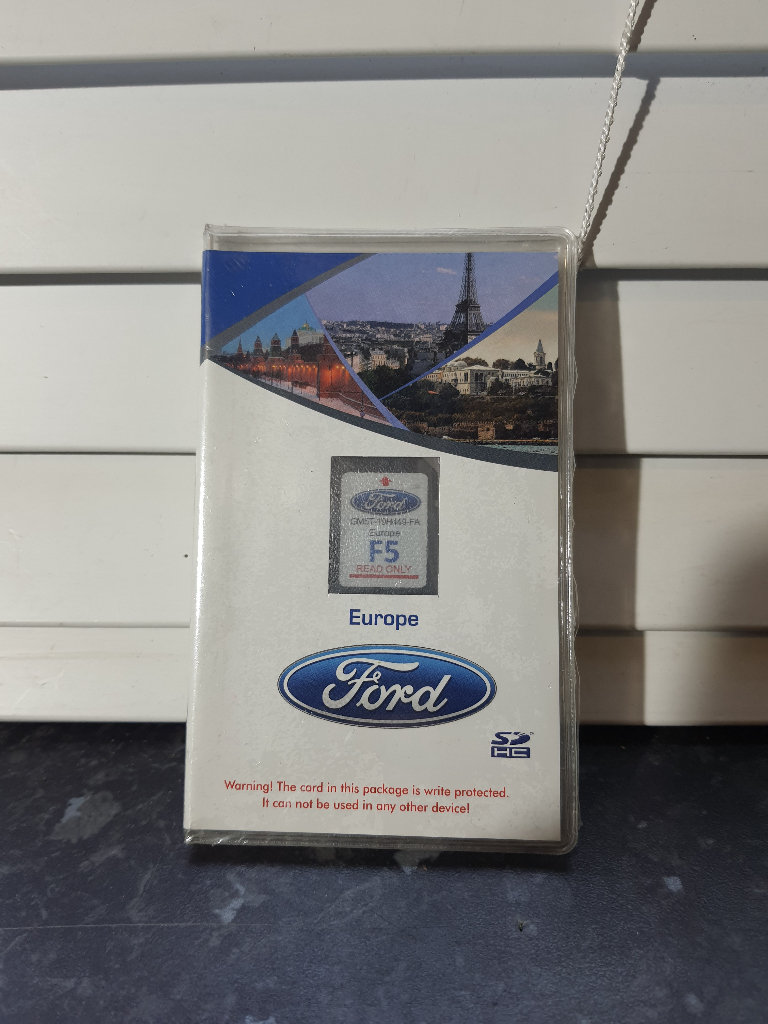 Ford
GM5T-19H449-FA
Europe
F5
READ ONLY
Europe
Ford
SD
HC
Warning! The card in this package is write protected.
It can not be used in any other device!